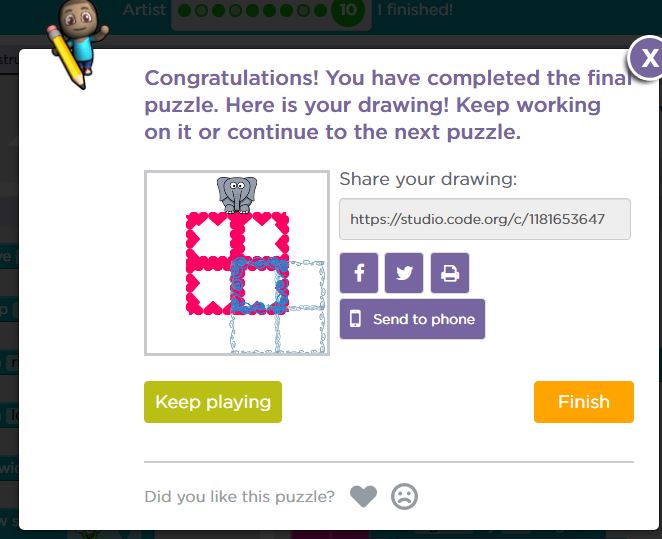 Artist 10 I finished!
X
Congratulations! You have completed the final
puzzle. Here is your drawing! Keep working
on it or continue to the next puzzle.
Share your drawing:
https://studio.code.org/c/1181653647
Send to phone
Keep playing
Finish
Did you like this puzzle?